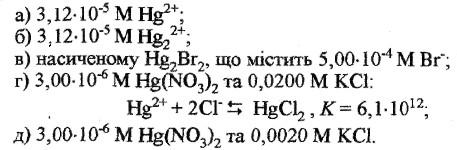 а) 3,12·10⁻⁵ М Hg²⁺;
б) 3,12·10⁻⁵ М Hg₂²⁺;
в) насиченому Hg₂Br₂, що містить 5,00·10⁻⁴ М Br⁻;
г) 3,00·10⁻⁶ М Hg(NO₃)₂ та 0,0200 М KCl:
Hg²⁺ + 2Cl⁻ ⇆ HgCl₂ , K = 6,1·10¹²;
д) 3,00·10⁻⁶ М Hg(NO₃)₂ та 0,0020 М KCl.